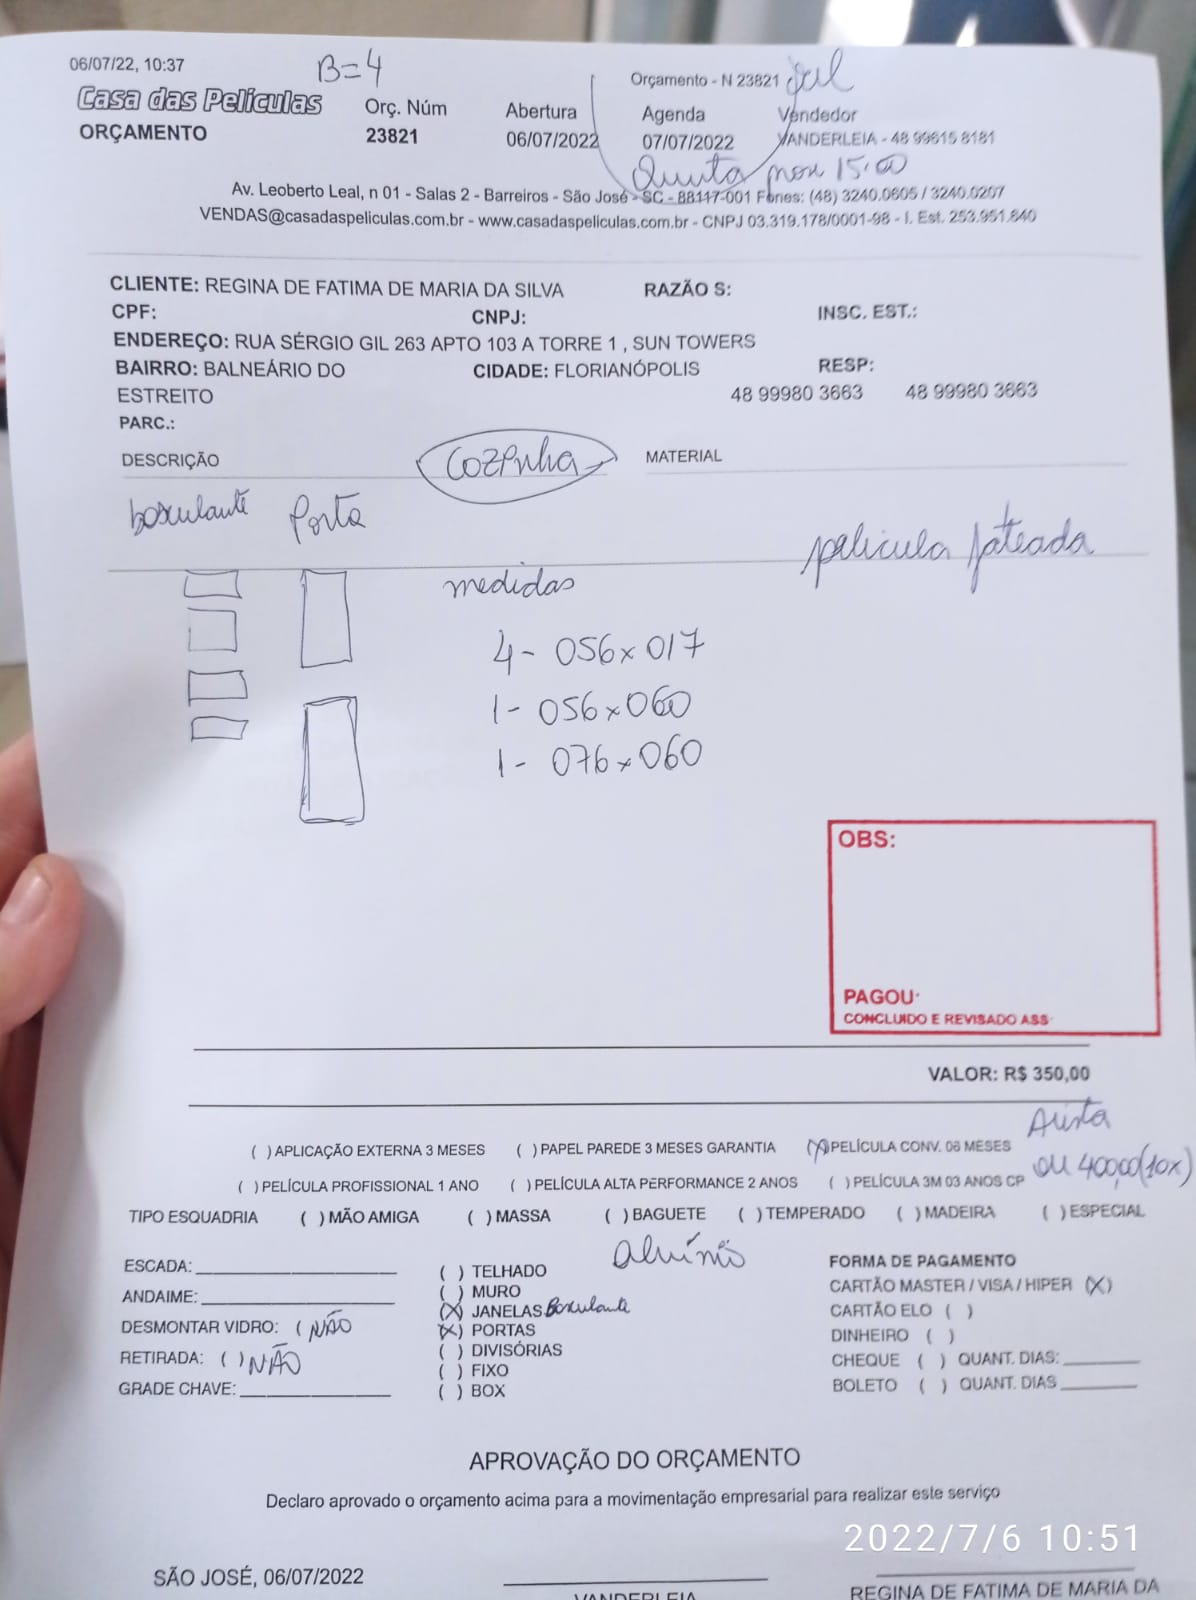 06/07/22, 10:37
B=4
Orçamento - N 23821
Casa das Películas
Orç. Núm
Abertura
Agenda
Vendedor
ORÇAMENTO
23821
06/07/2022
07/07/2022
VANDERLEIA - 48 99615 8181
Quinta 15:00
Av. Leoberto Leal, n 01 - Salas 2 - Barreiros - São José - SC - 88117-001 Fones: (48) 3240.0605 / 3240.0207
VENDAS@casadaspeliculas.com.br - www.casadaspeliculas.com.br - CNPJ 03.319.178/0001-98 - I. Est. 253.951.640
CLIENTE: REGINA DE FATIMA DE MARIA DA SILVA RAZÃO S:
CPF: CNPJ: INSC. EST.:
ENDEREÇO: RUA SÉRGIO GIL 263 APTO 103 A TORRE 1 , SUN TOWERS
BAIRRO: BALNEÁRIO DO CIDADE: FLORIANÓPOLIS RESP:
ESTREITO 48 99980 3663 48 99980 3663
PARC.:
DESCRIÇÃO cozinha MATERIAL
basculante Porta
pelicula jateada
medidas
4- 056x017
1- 056x060
1- 076x060
OBS:
PAGOU:
CONCLUIDO E REVISADO ASS:
VALOR: R$ 350,00
Avista
( ) APLICAÇÃO EXTERNA 3 MESES ( ) PAPEL PAREDE 3 MESES GARANTIA (X) PELÍCULA CONV. 06 MESES
ou 400,00 (10x)
( ) PELÍCULA PROFISSIONAL 1 ANO ( ) PELÍCULA ALTA PERFORMANCE 2 ANOS ( ) PELÍCULA 3M 03 ANOS CP
TIPO ESQUADRIA ( ) MÃO AMIGA ( ) MASSA ( ) BAGUETE ( ) TEMPERADO ( ) MADEIRA ( ) ESPECIAL
ESCADA:
ANDAIME:
DESMONTAR VIDRO: ( NÃO
RETIRADA: ( ) NÃO
GRADE CHAVE:
( ) TELHADO
( ) MURO
(X) JANELAS Basculante
(X) PORTAS
( ) DIVISÓRIAS
( ) FIXO
( ) BOX
FORMA DE PAGAMENTO
CARTÃO MASTER / VISA / HIPER (X)
CARTÃO ELO ( )
DINHEIRO ( )
CHEQUE ( ) QUANT. DIAS:
BOLETO ( ) QUANT. DIAS
APROVAÇÃO DO ORÇAMENTO
Declaro aprovado o orçamento acima para a movimentação empresarial para realizar este serviço
2022/7/6 10:51
SÃO JOSÉ, 06/07/2022
VANDERLEIA
REGINA DE FATIMA DE MARIA DA